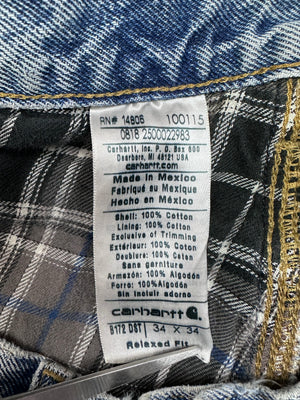 RN# 14806 100115
0818 2500022983
Carhartt, Inc. P.O. Box 600
Dearborn, MI 48121 USA
carhartt.com
Made in Mexico
Fabriqué au Mexique
Hecho en Mexico
Shell: 100% Cotton
Lining: 100% Cotton
Exclusive of Trimming
Extérieur: 100% Coton
Doublure: 100% Coton
Sans garniture
Armazón: 100% Algodón
Forro: 100% Algodón
Sin incluir adorno
carhartt
B172 DST 34 X 34
Relaxed Fit